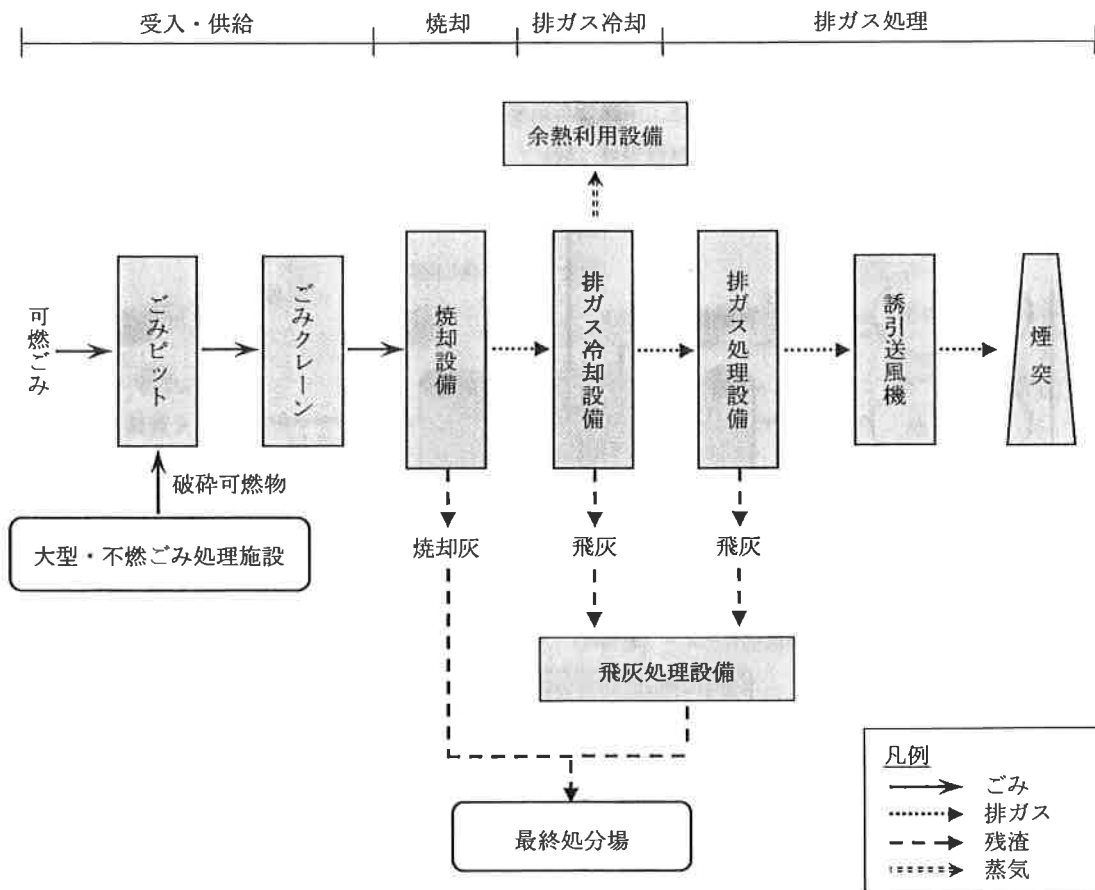 受入・供給
焼却
排ガス冷却
排ガス処理
余熱利用設備
可燃ごみ
ごみピット
ごみクレーン
焼却設備
排ガス冷却設備
排ガス処理設備
誘引送風機
煙突
破砕可燃物
大型・不燃ごみ処理施設
焼却灰
飛灰
飛灰
飛灰処理設備
最終処分場
凡例
ごみ
排ガス
残渣
蒸気